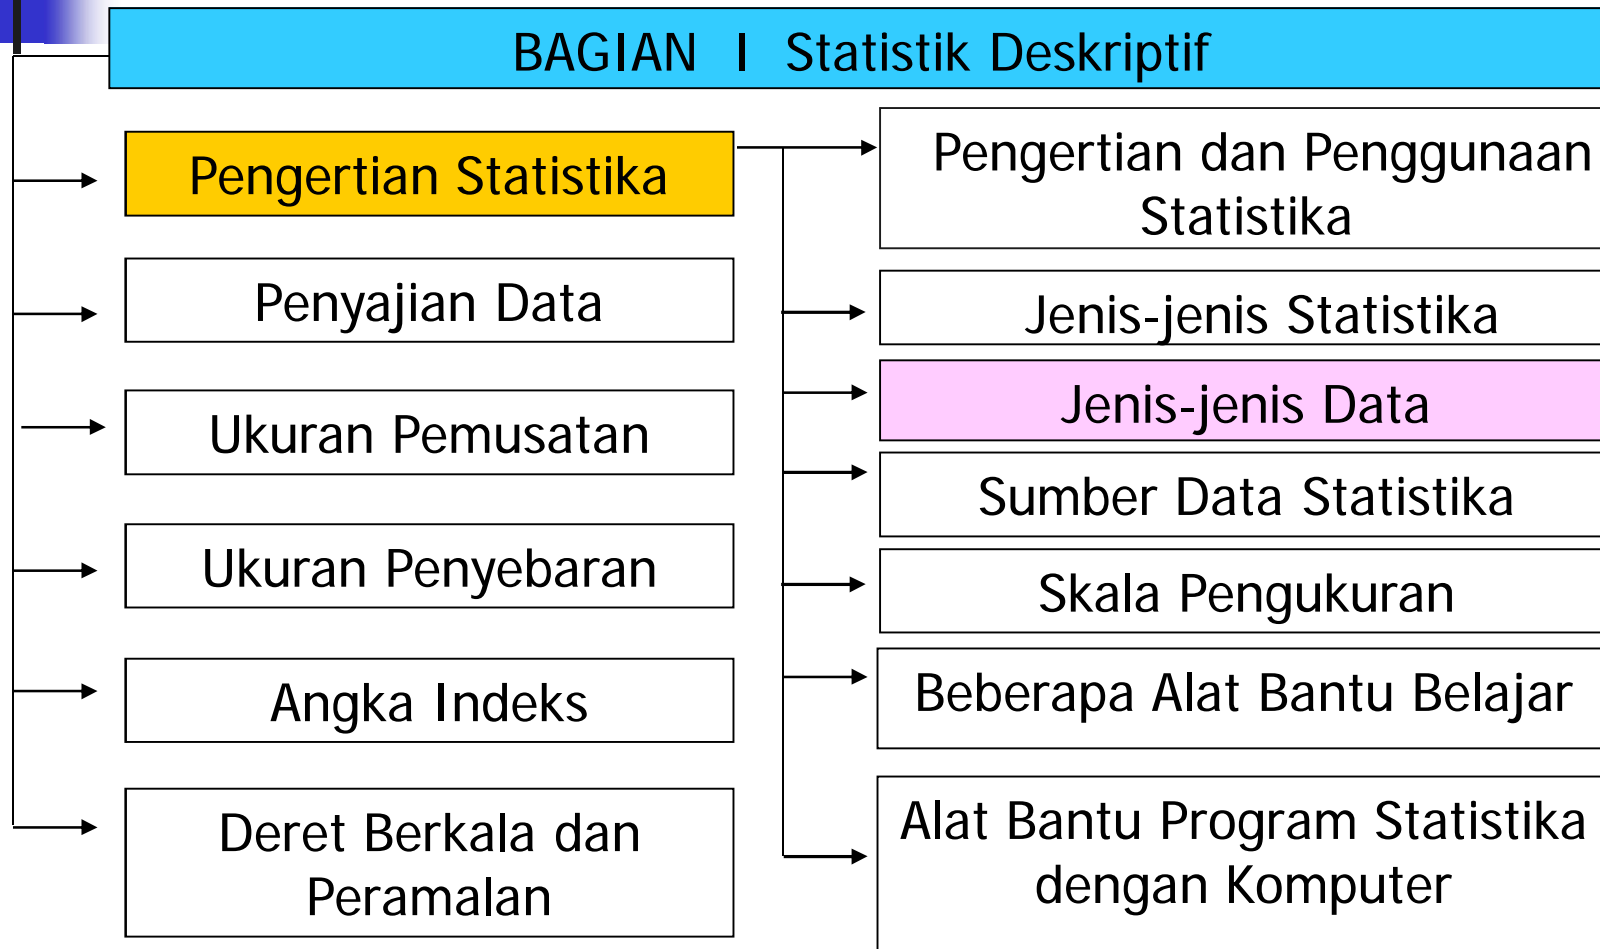 BAGIAN I Statistik Deskriptif
Pengertian Statistika
Penyajian Data
Ukuran Pemusatan
Ukuran Penyebaran
Angka Indeks
Deret Berkala dan
Peramalan
Pengertian dan Penggunaan
Statistika
Jenis-jenis Statistika
Jenis-jenis Data
Sumber Data Statistika
Skala Pengukuran
Beberapa Alat Bantu Belajar
Alat Bantu Program Statistika
dengan Komputer